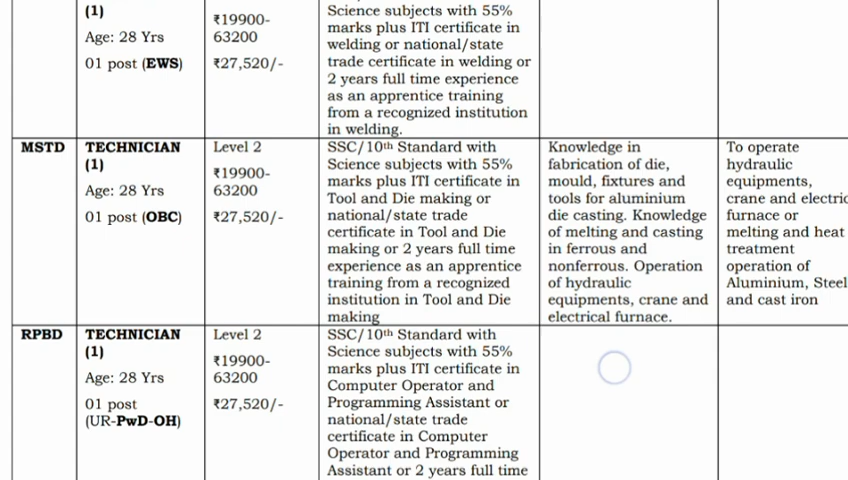 (1)
Age: 28 Yrs
01 post (EWS)
₹19900-
63200
₹27,520/-
Science subjects with 55%
marks plus ITI certificate in
welding or national/state
trade certificate in welding or
2 years full time experience
as an apprentice training
from a recognized institution
in welding.
MSTD
TECHNICIAN
(1)
Age: 28 Yrs
01 post (OBC)
Level 2
₹19900-
63200
₹27,520/-
SSC/10th Standard with
Science subjects with 55%
marks plus ITI certificate in
Tool and Die making or
national/state trade
certificate in Tool and Die
making or 2 years full time
experience as an apprentice
training from a recognized
institution in Tool and Die
making
Knowledge in
fabrication of die,
mould, fixtures and
tools for aluminium
die casting. Knowledge
of melting and casting
in ferrous and
nonferrous. Operation
of hydraulic
equipments, crane and
electrical furnace.
To operate
hydraulic
equipments,
crane and electric
furnace or
melting and heat
treatment
operation of
Aluminium, Steel
and cast iron
RPBD
TECHNICIAN
(1)
Age: 28 Yrs
01 post
(UR-PwD-OH)
Level 2
₹19900-
63200
₹27,520/-
SSC/10th Standard with
Science subjects with 55%
marks plus ITI certificate in
Computer Operator and
Programming Assistant or
national/state trade
certificate in Computer
Operator and Programming
Assistant or 2 years full time